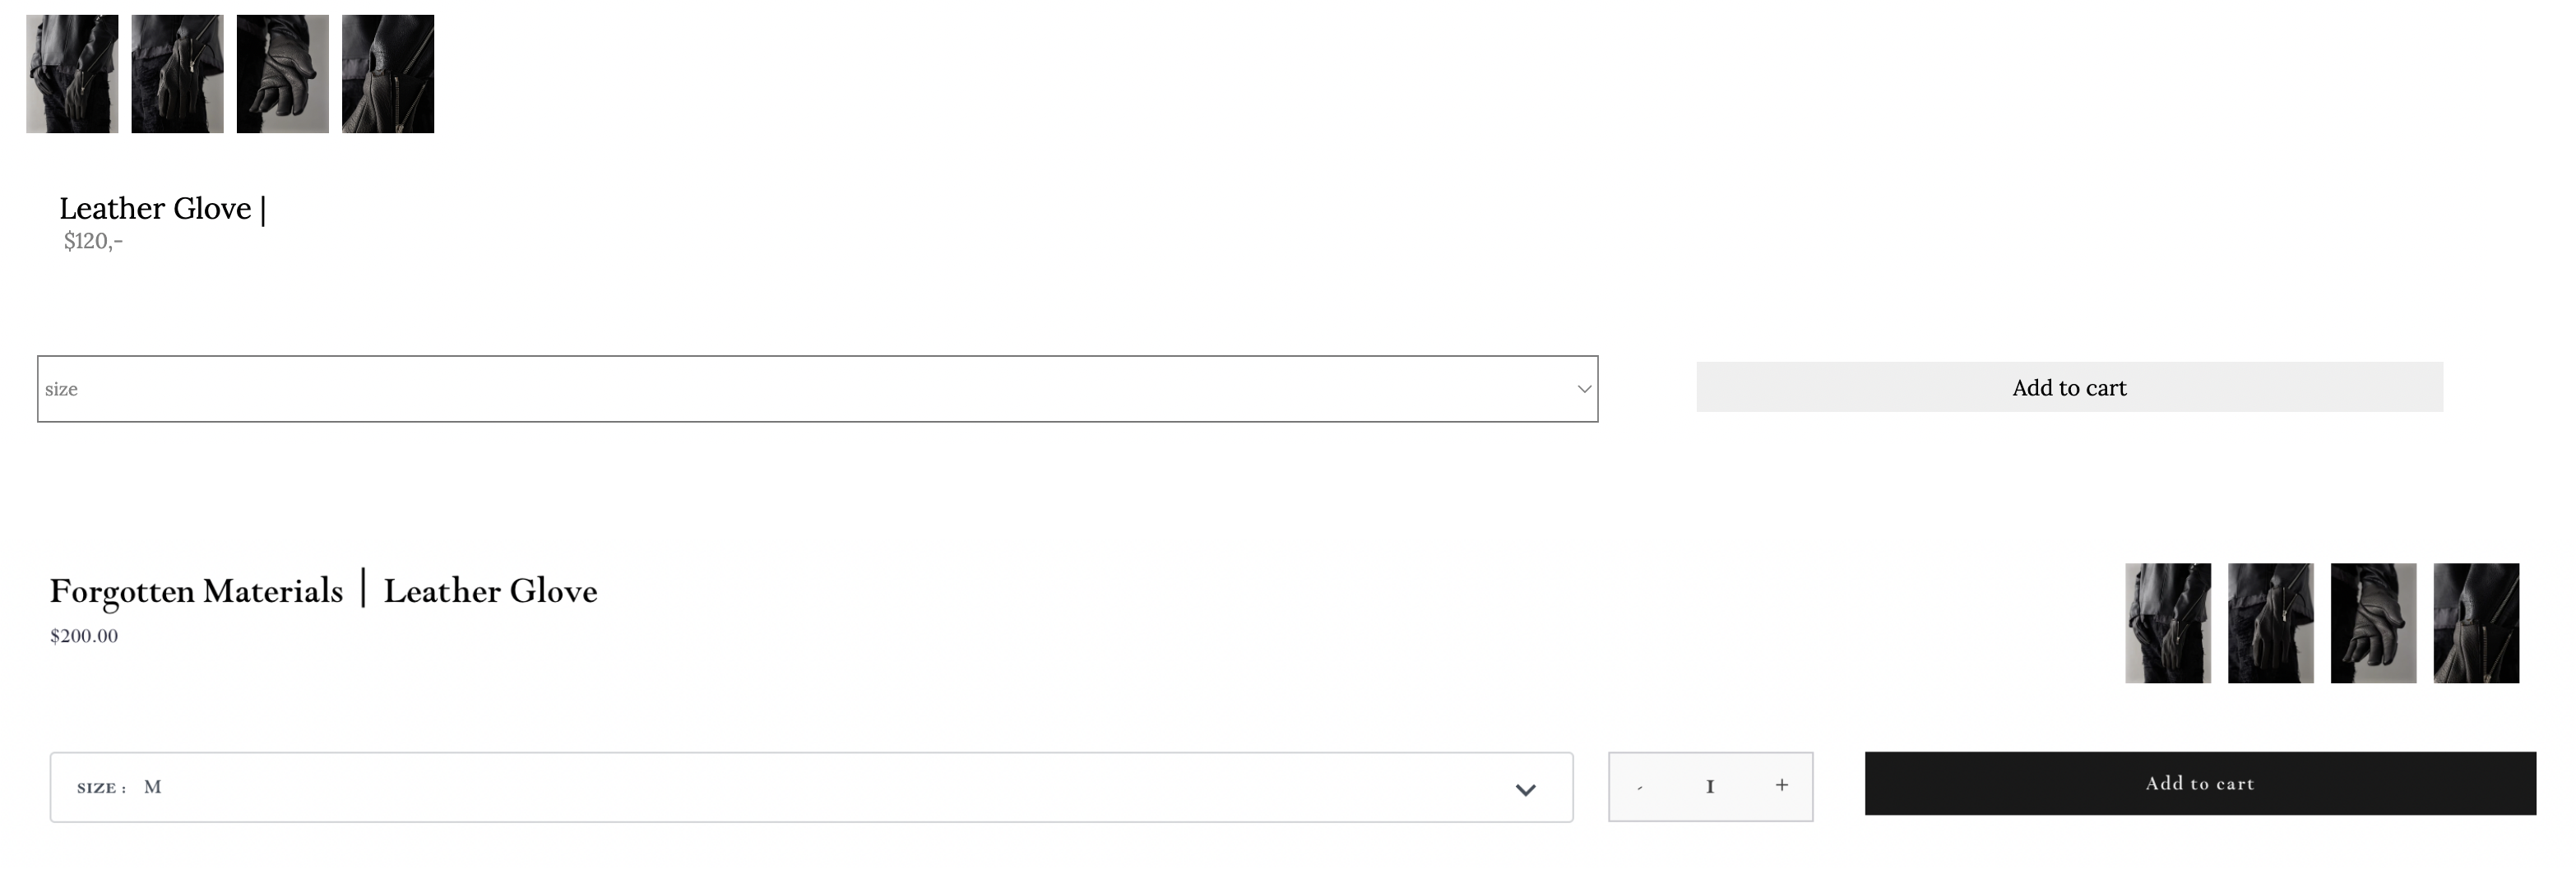 Leather Glove |
$120,-
size
Add to cart
Forgotten Materials | Leather Glove
$200.00
SIZE : M
- 1 +
Add to cart